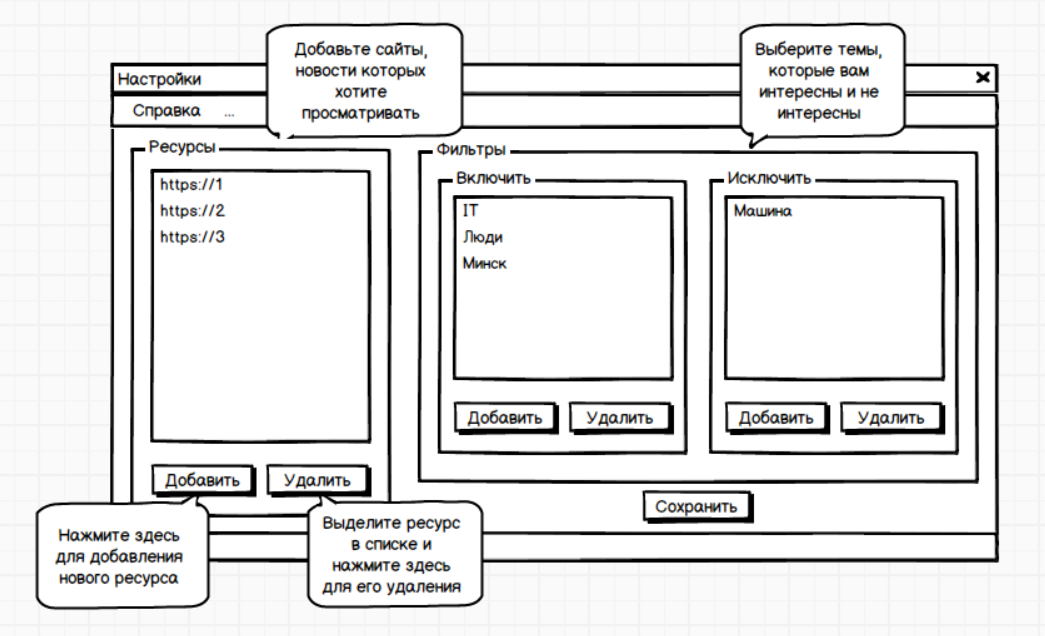 Добавьте сайты,
новости которых
хотите
просматривать
Выберите темы,
которые вам
интересны и не
интересны
Настройки
Справка ...
Ресурсы
https://1
https://2
https://3
Добавить Удалить
Фильтры
Включить
IT
Люди
Минск
Добавить Удалить
Исключить
Машина
Добавить Удалить
Сохранить
Нажмите здесь
для добавления
нового ресурса
Выделите ресурс
в списке и
нажмите здесь
для его удаления